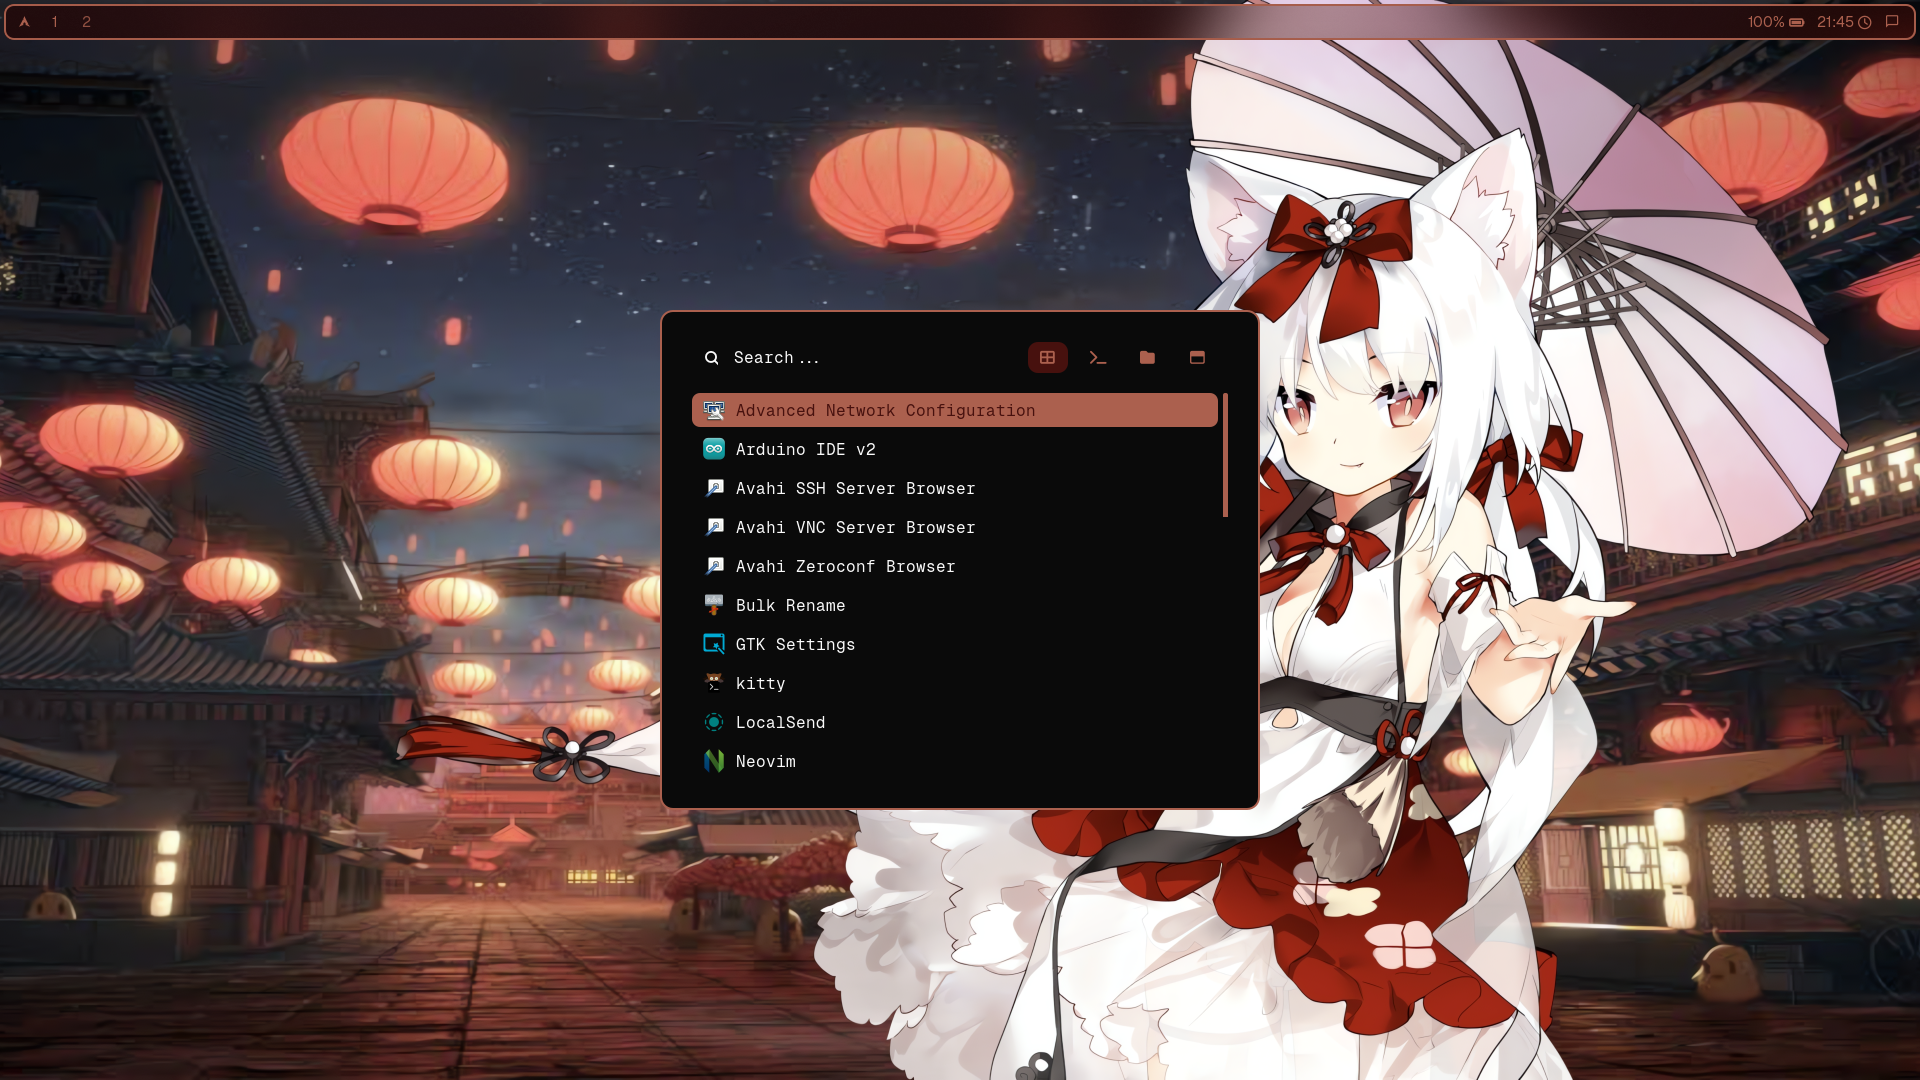 1 2
100% 21:45
Search...
Advanced Network Configuration
Arduino IDE v2
Avahi SSH Server Browser
Avahi VNC Server Browser
Avahi Zeroconf Browser
Bulk Rename
GTK Settings
kitty
LocalSend
Neovim